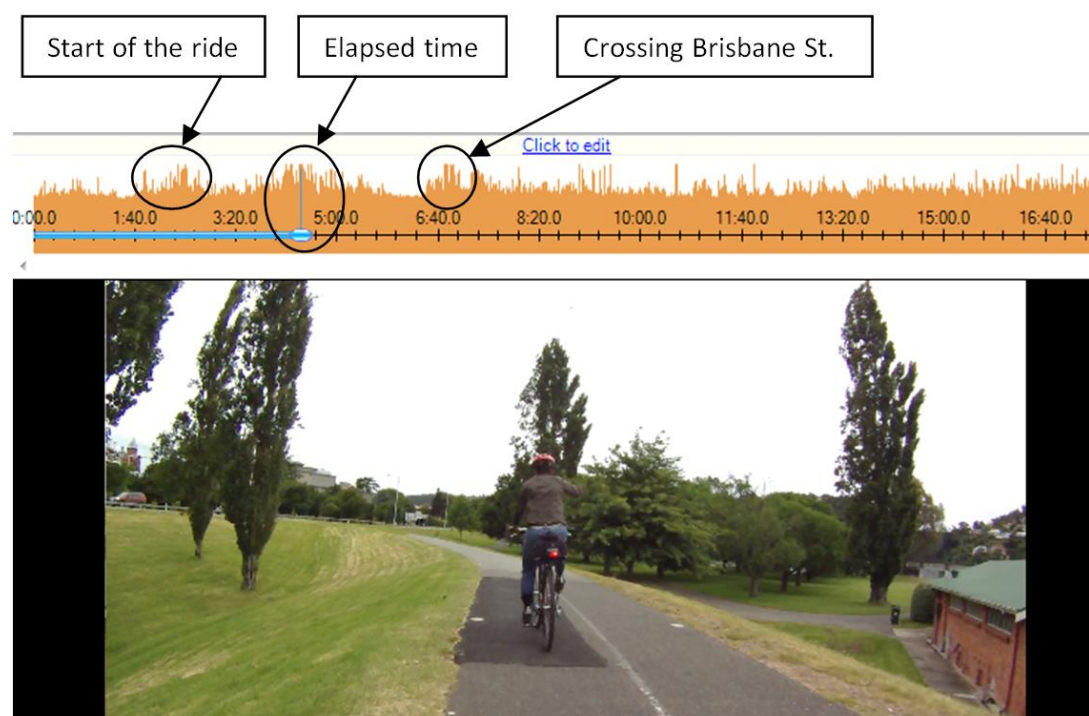 Start of the ride
Elapsed time
Crossing Brisbane St.
Click to edit
0:00.0 1:40.0 3:20.0 5:00.0 6:40.0 8:20.0 10:00.0 11:40.0 13:20.0 15:00.0 16:40.0